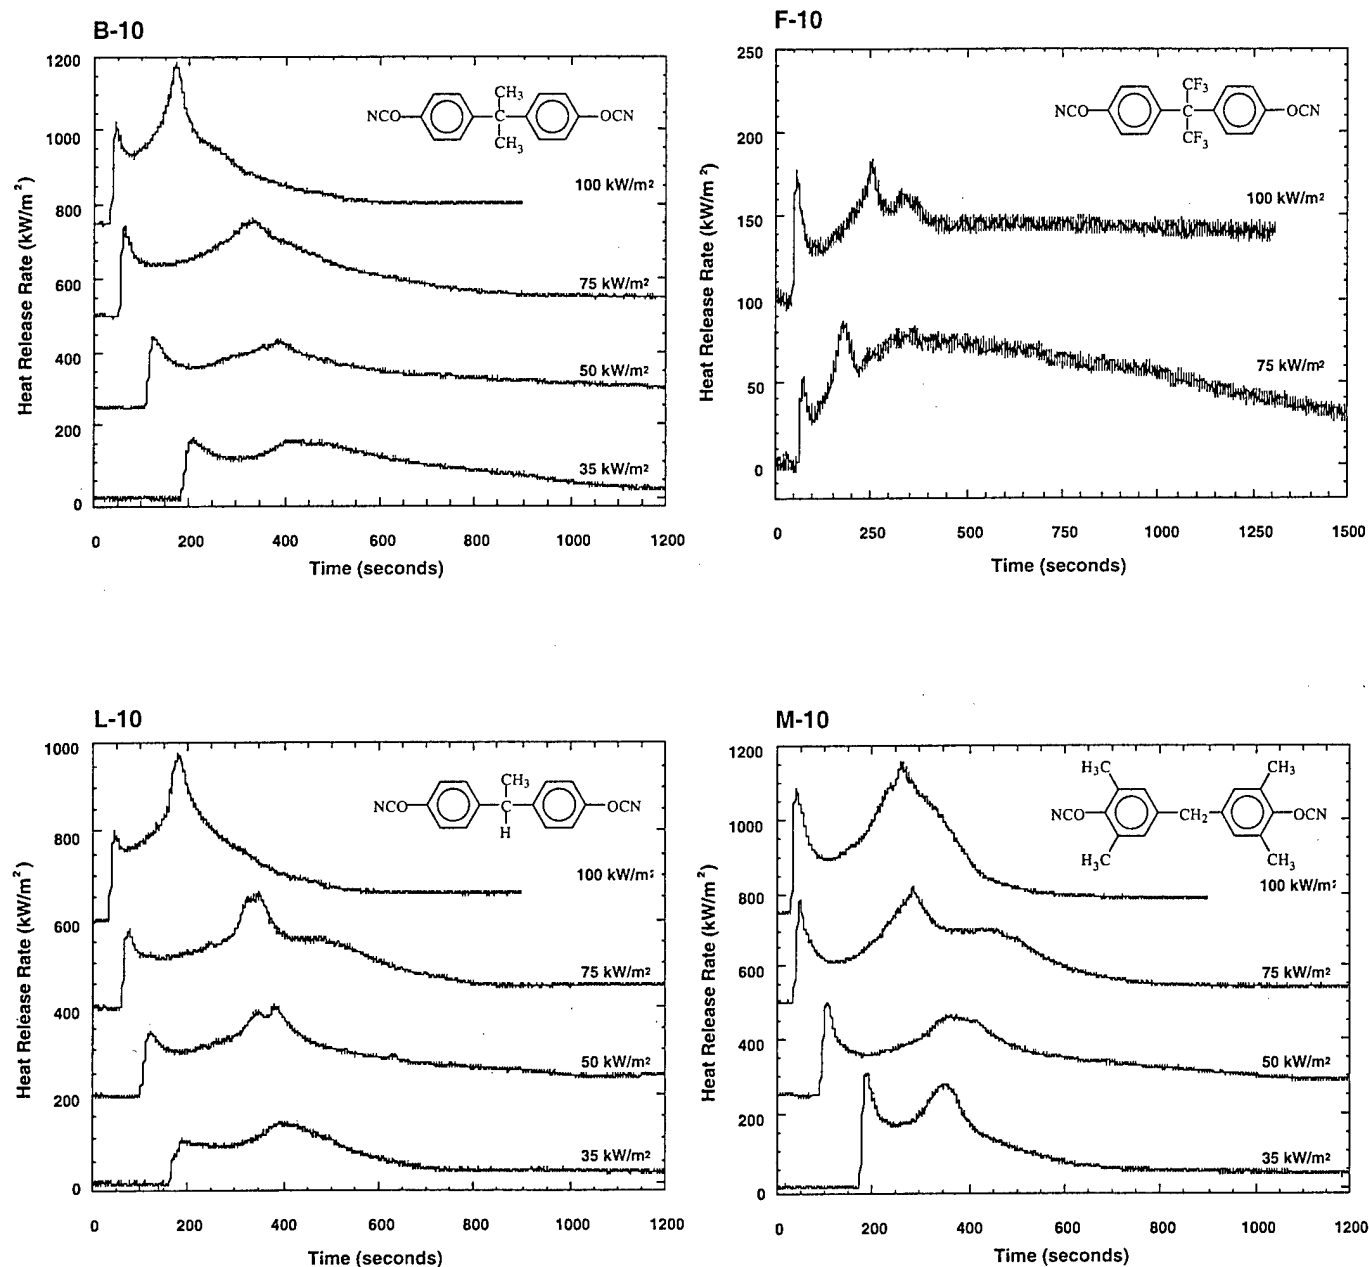 B-10
1200
1000
800
600
400
200
0
Heat Release Rate (kW/m²)
CH₃
NCO
OCN
CH₃
100 kW/m²
75 kW/m²
50 kW/m²
35 kW/m²
0 200 400 600 800 1000 1200
Time (seconds)
F-10
250
200
150
100
50
0
Heat Release Rate (kW/m²)
CF₃
NCO
OCN
CF₃
100 kW/m²
75 kW/m²
0 250 500 750 1000 1250 1500
Time (seconds)
L-10
1000
800
600
400
200
0
Heat Release Rate (kW/m²)
CH₃
NCO
OCN
H
100 kW/m²
75 kW/m²
50 kW/m²
35 kW/m²
0 200 400 600 800 1000 1200
Time (seconds)
M-10
1200
1000
800
600
400
200
0
Heat Release Rate (kW/m²)
H₃C CH₃
NCO CH₂ OCN
H₃C CH₃
100 kW/m²
75 kW/m²
50 kW/m²
35 kW/m²
0 200 400 600 800 1000 1200
Time (seconds)